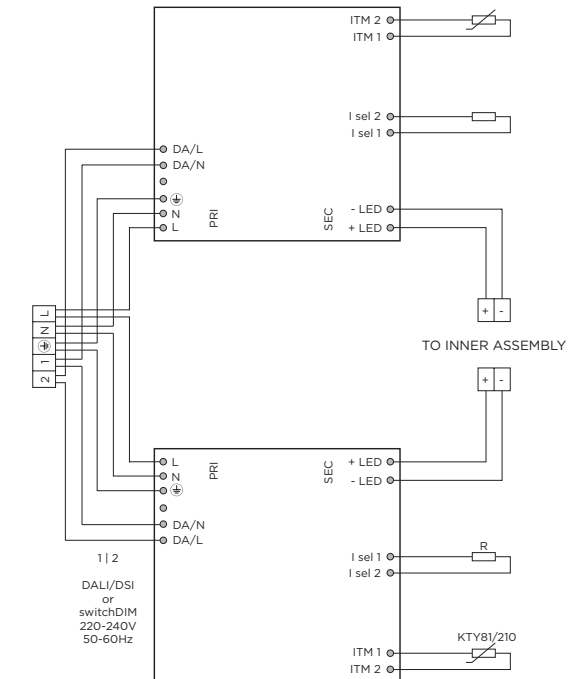 ITM 2
ITM 1
I sel 2
I sel 1
DA/L
DA/N
N
L
PRI
SEC
- LED
+ LED
L
N
1
2
+ -
TO INNER ASSEMBLY
+ -
L
N
PRI
SEC
+ LED
- LED
DA/N
DA/L
1 | 2
DALI/DSI
or
switchDIM
220-240V
50-60Hz
I sel 1
I sel 2
R
KTY81/210
ITM 1
ITM 2